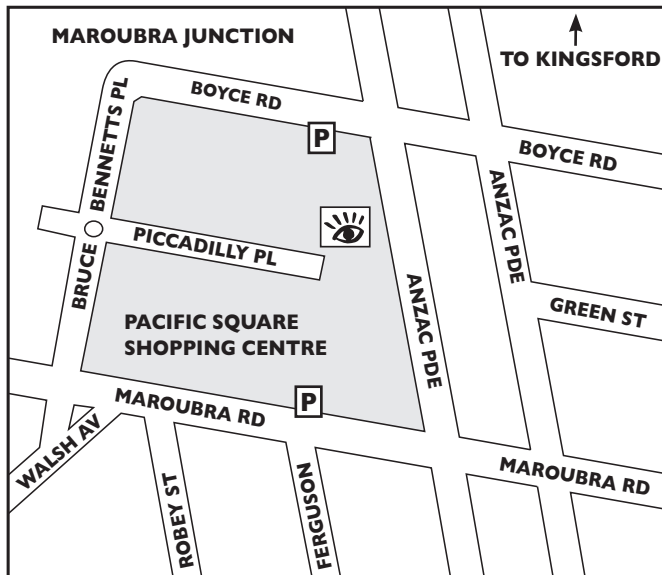 MAROUBRA JUNCTION
TO KINGSFORD
BOYCE RD
BRUCE BENNETTS PL
P
BOYCE RD
ANZAC PDE
PICCADILLY PL
ANZAC PDE
GREEN ST
PACIFIC SQUARE
SHOPPING CENTRE
P
MAROUBRA RD
MAROUBRA RD
WALSH AV
ROBEY ST
FERGUSON